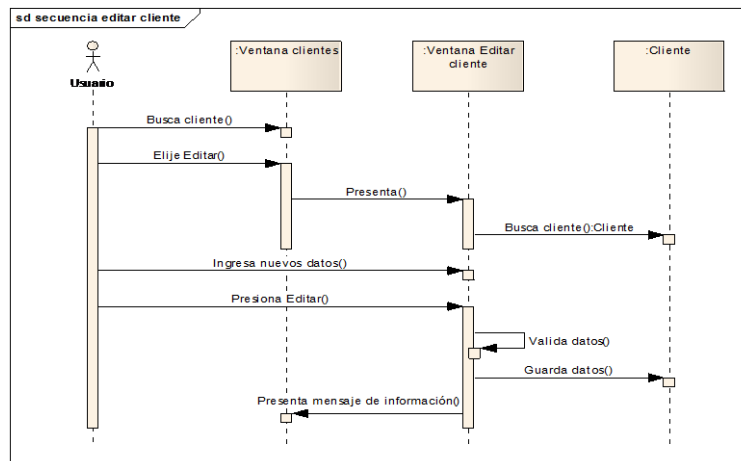 sd secuencia editar cliente
Usuario
:Ventana clientes
:Ventana Editar
cliente
:Cliente
Busca cliente()
Elije Editar()
Presenta()
Busca cliente():Cliente
Ingresa nuevos datos()
Presiona Editar()
Valida datos()
Guarda datos()
Presenta mensaje de información()